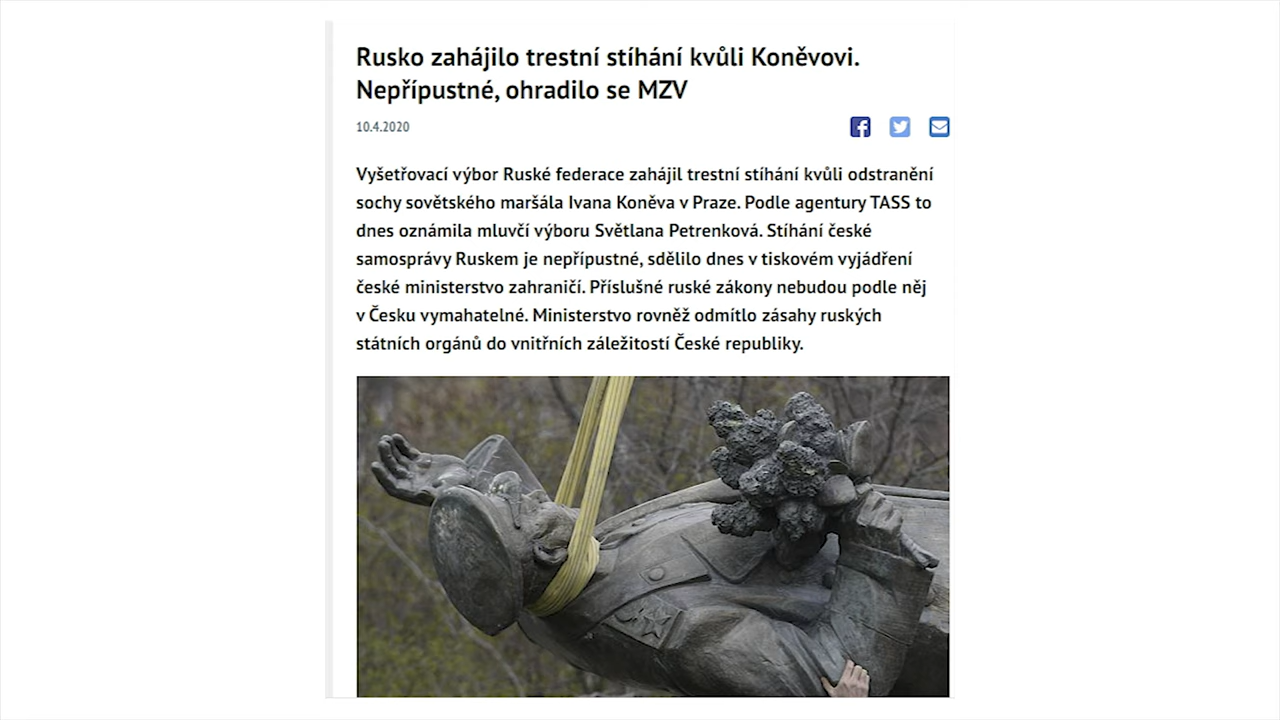 Rusko zahájilo trestní stíhání kvůli Koněvovi.
Nepřípustné, ohradilo se MZV
10.4.2020
Vyšetřovací výbor Ruské federace zahájil trestní stíhání kvůli odstranění
sochy sovětského maršála Ivana Koněva v Praze. Podle agentury TASS to
dnes oznámila mluvčí výboru Světlana Petrenková. Stíhání české
samosprávy Ruskem je nepřípustné, sdělilo dnes v tiskovém vyjádření
české ministerstvo zahraničí. Příslušné ruské zákony nebudou podle něj
v Česku vymahatelné. Ministerstvo rovněž odmítlo zásahy ruských
státních orgánů do vnitřních záležitostí České republiky.